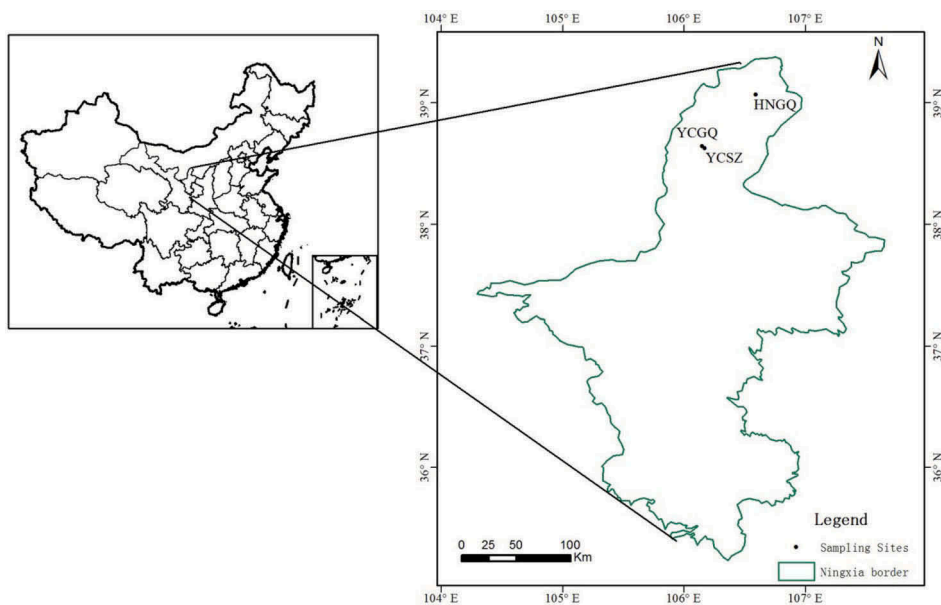 104° E
105° E
106° E
107° E
N
39° N
39° N
HNGQ
YCGQ
YCSZ
38° N
38° N
37° N
37° N
36° N
36° N
Legend
Sampling Sites
Ningxia border
0 25 50 100
Km
104° E
105° E
106° E
107° E